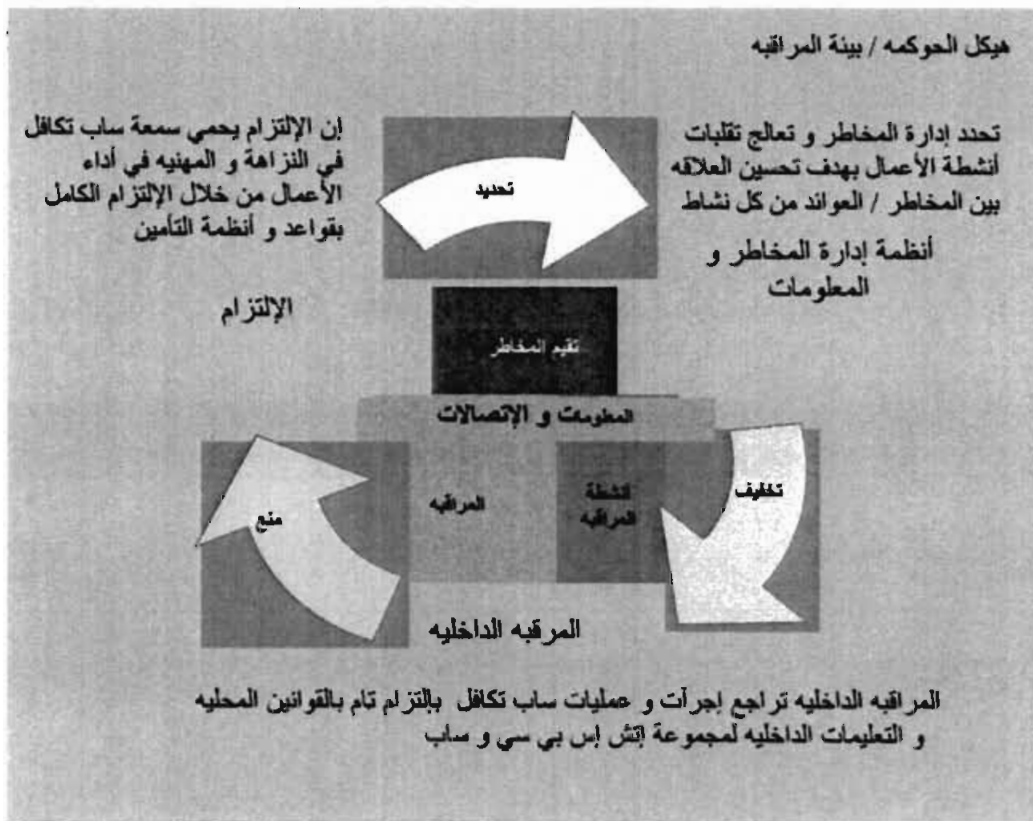 هيكل الحوكمه / بيئة المراقبه
تحدد إدارة المخاطر و تعالج تقلبات
أنشطة الأعمال بهدف تحسين العلاقه
بين المخاطر / العوائد من كل نشاط
أنظمة إدارة المخاطر و
المعلومات
تحديد
إن الإلتزام يحمي سمعة ساب تكافل
في النزاهة و المهنيه في أداء
الأعمال من خلال الإلتزام الكامل
بقواعد و أنظمة التأمين
الإلتزام
تقيم المخاطر
المعلومات و الإتصالات
تخفيف
أنشطة
المراقبه
المراقبه
منع
المرقبه الداخليه
المراقبه الداخليه تراجع إجرآت و عمليات ساب تكافل بإلتزام تام بالقوانين المحليه
و التعليمات الداخليه لمجموعة إتش إس بي سي و ساب